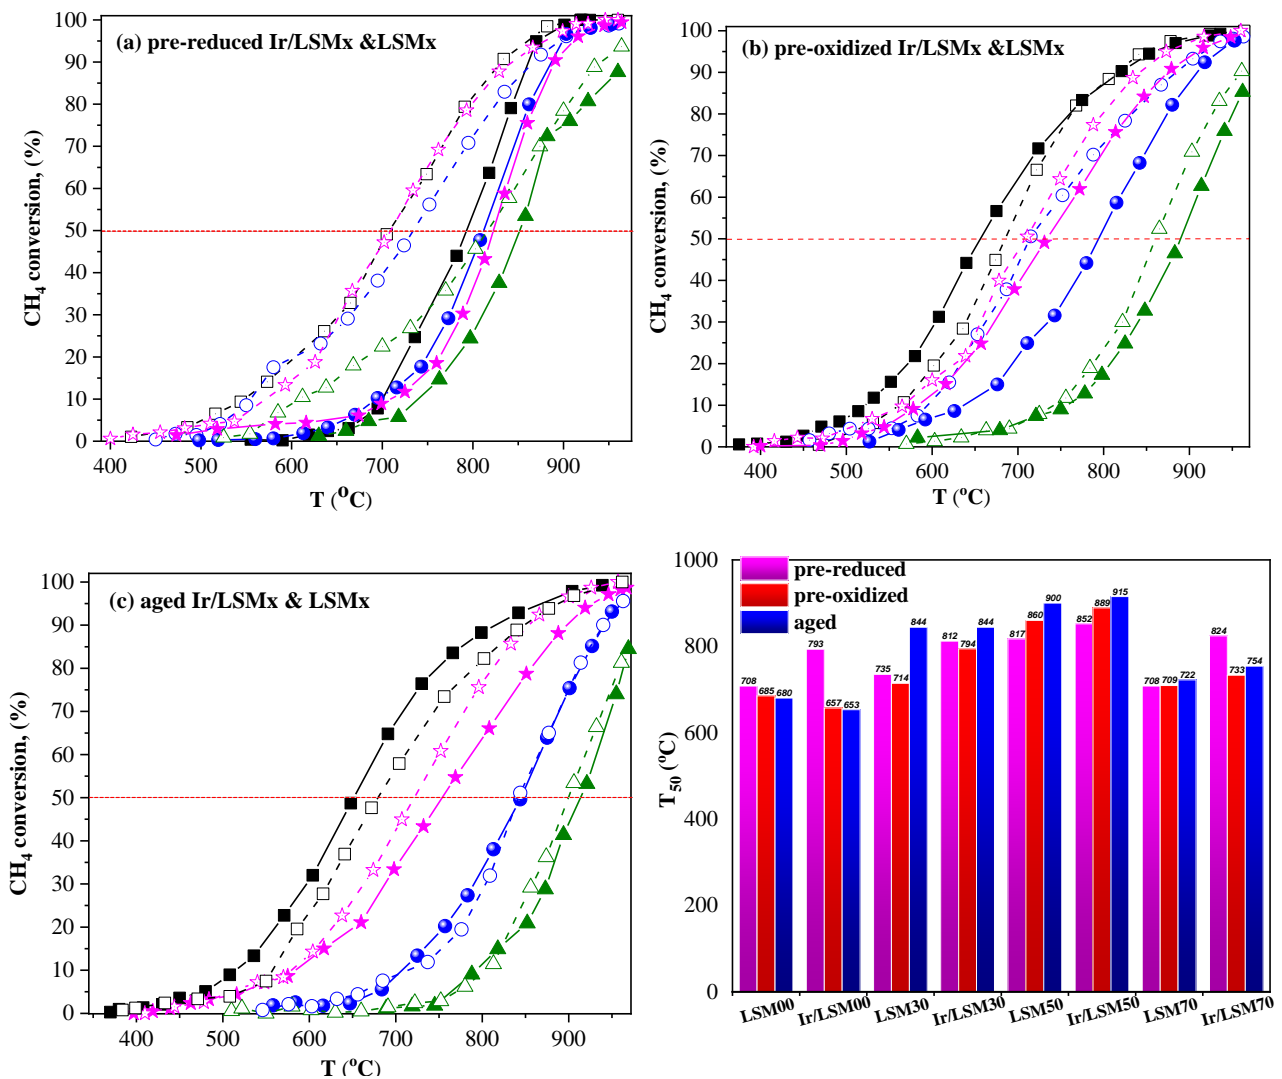 (a) pre-reduced Ir/LSMx &LSMx
CH4 conversion, (%)
100
90
80
70
60
50
40
30
20
10
0
400 500 600 700 800 900
T (°C)
(b) pre-oxidized Ir/LSMx &LSMx
CH4 conversion, (%)
100
90
80
70
60
50
40
30
20
10
0
400 500 600 700 800 900
T (°C)
(c) aged Ir/LSMx & LSMx
CH4 conversion, (%)
100
90
80
70
60
50
40
30
20
10
0
400 500 600 700 800 900
T (°C)
pre-reduced
pre-oxidized
aged
T50 (°C)
1000
800
600
400
200
0
708 685 680
793 657 653
735 714 844
812 794 844
817 860 900
852 889 915
708 709 722
824 733 754
LSM00 Ir/LSM00 LSM30 Ir/LSM30 LSM50 Ir/LSM50 LSM70 Ir/LSM70